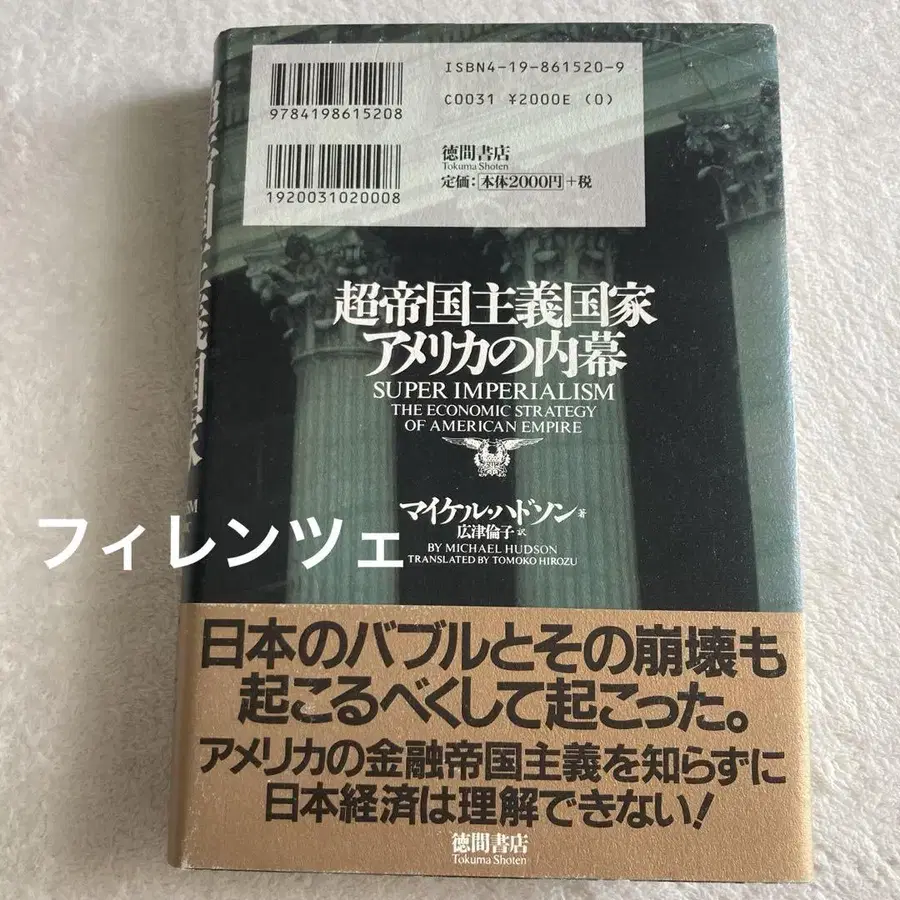 ISBN4-19-861520-9
C0031 ¥2000E (0)
9784198615208
徳間書店
Tokuma Shoten
定価：本体2000円+税
1920031020008
超帝国主義国家
アメリカの内幕
SUPER IMPERIALISM
THE ECONOMIC STRATEGY
OF AMERICAN EMPIRE
マイケル・ハドソン 著
広津倫子 訳
BY MICHAEL HUDSON
TRANSLATED BY TOMOKO HIROZU
フィレンツェ
日本のバブルとその崩壊も
起こるべくして起こった。
アメリカの金融帝国主義を知らずに
日本経済は理解できない!
徳間書店
Tokuma Shoten